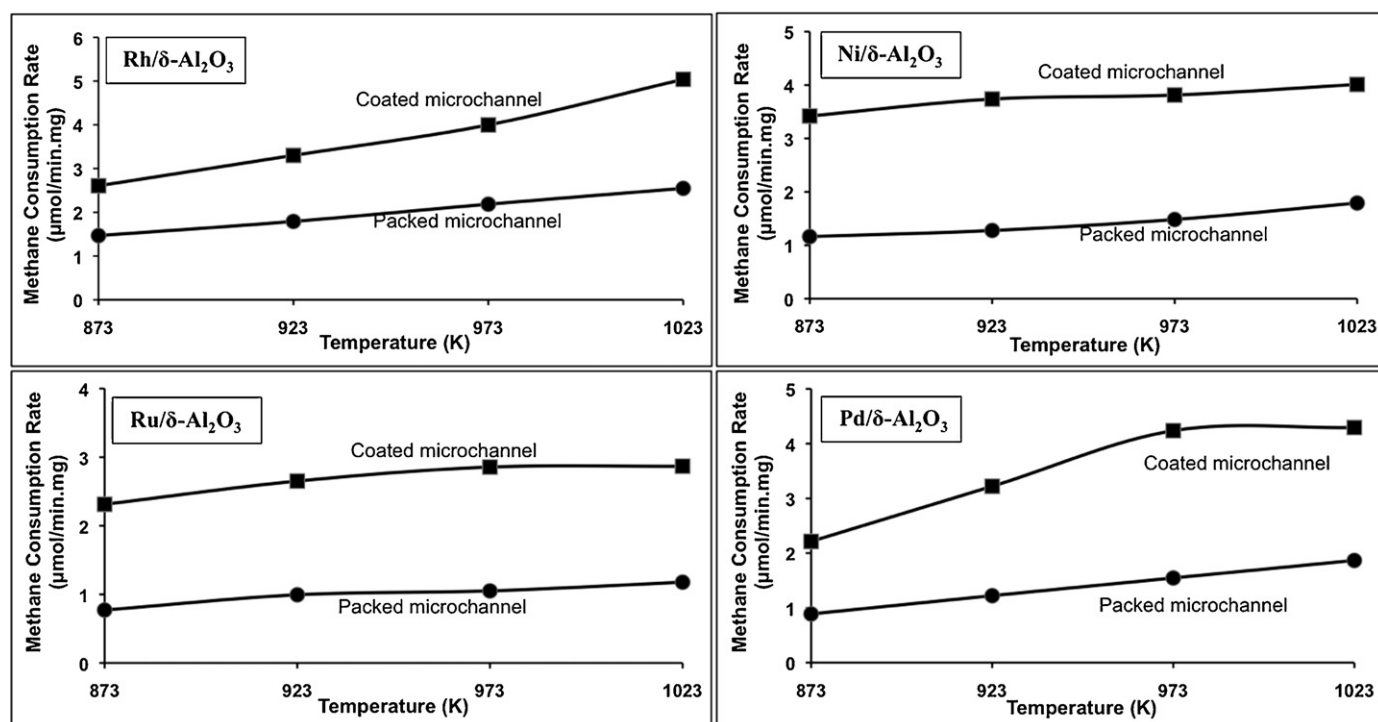 Rh/δ-Al₂O₃
Methane Consumption Rate
(µmol/min.mg)
6
5
4
3
2
1
0
Coated microchannel
Packed microchannel
873
923
973
1023
Temperature (K)
Ni/δ-Al₂O₃
Methane Consumption Rate
(µmol/min.mg)
5
4
3
2
1
0
Coated microchannel
Packed microchannel
873
923
973
1023
Temperature (K)
Ru/δ-Al₂O₃
Methane Consumption Rate
(µmol/min.mg)
4
3
2
1
0
Coated microchannel
Packed microchannel
873
923
973
1023
Temperature (K)
Pd/δ-Al₂O₃
Methane Consumption Rate
(µmol/min.mg)
5
4
3
2
1
0
Coated microchannel
Packed microchannel
873
923
973
1023
Temperature (K)